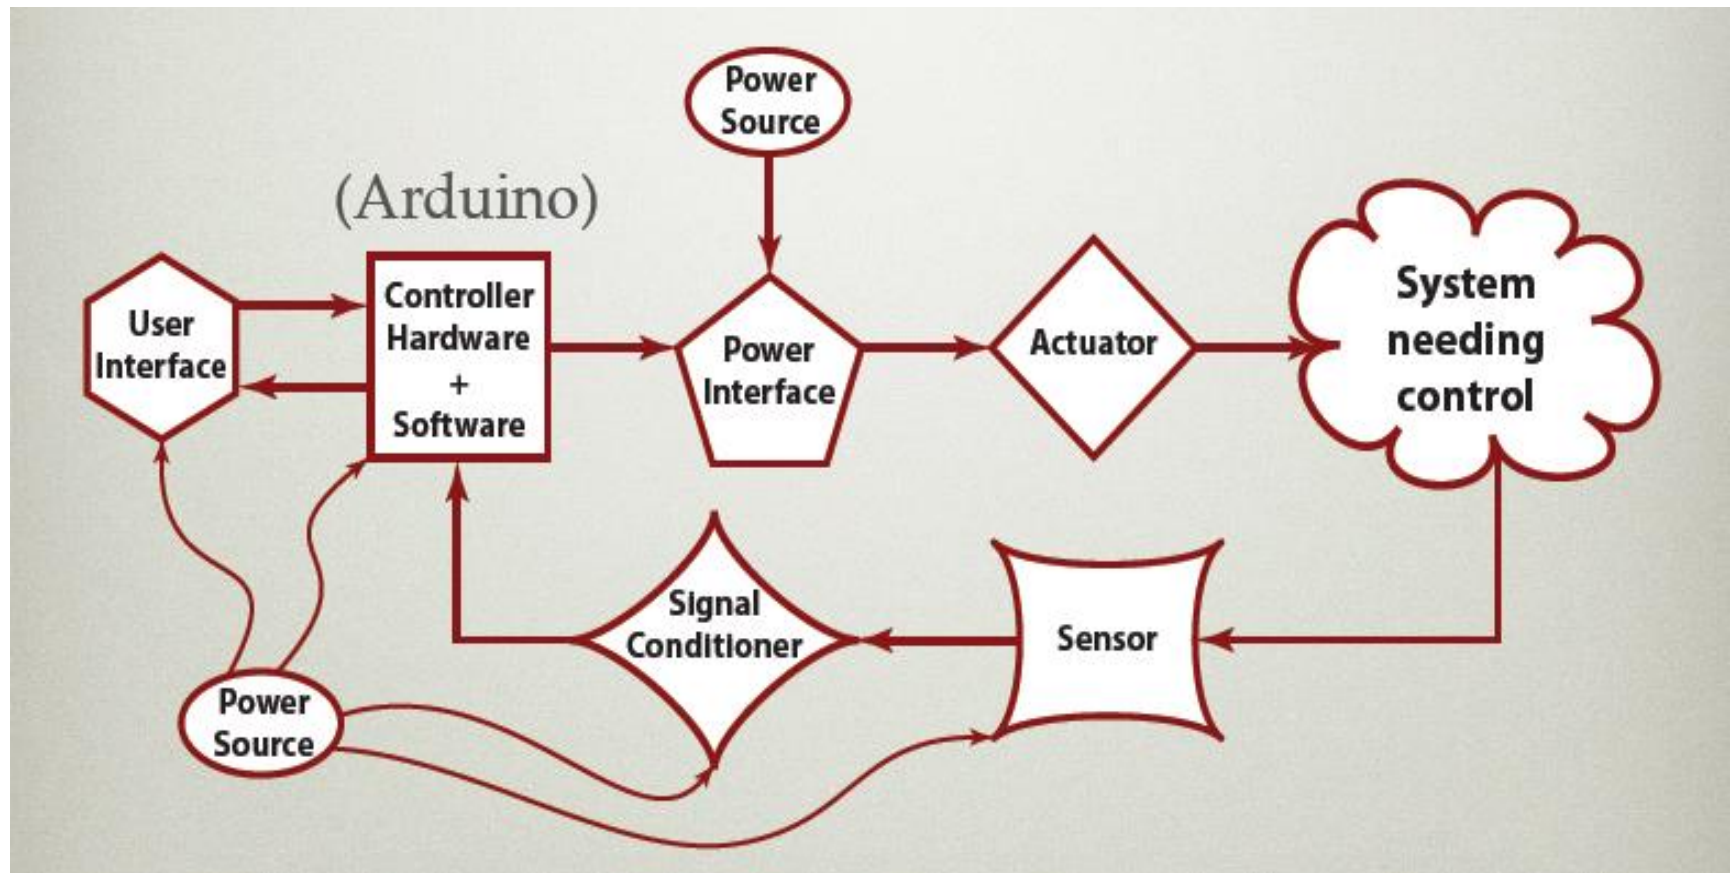 Power
Source
(Arduino)
User
Interface
Controller
Hardware
+
Software
Power
Interface
Actuator
System
needing
control
Signal
Conditioner
Sensor
Power
Source